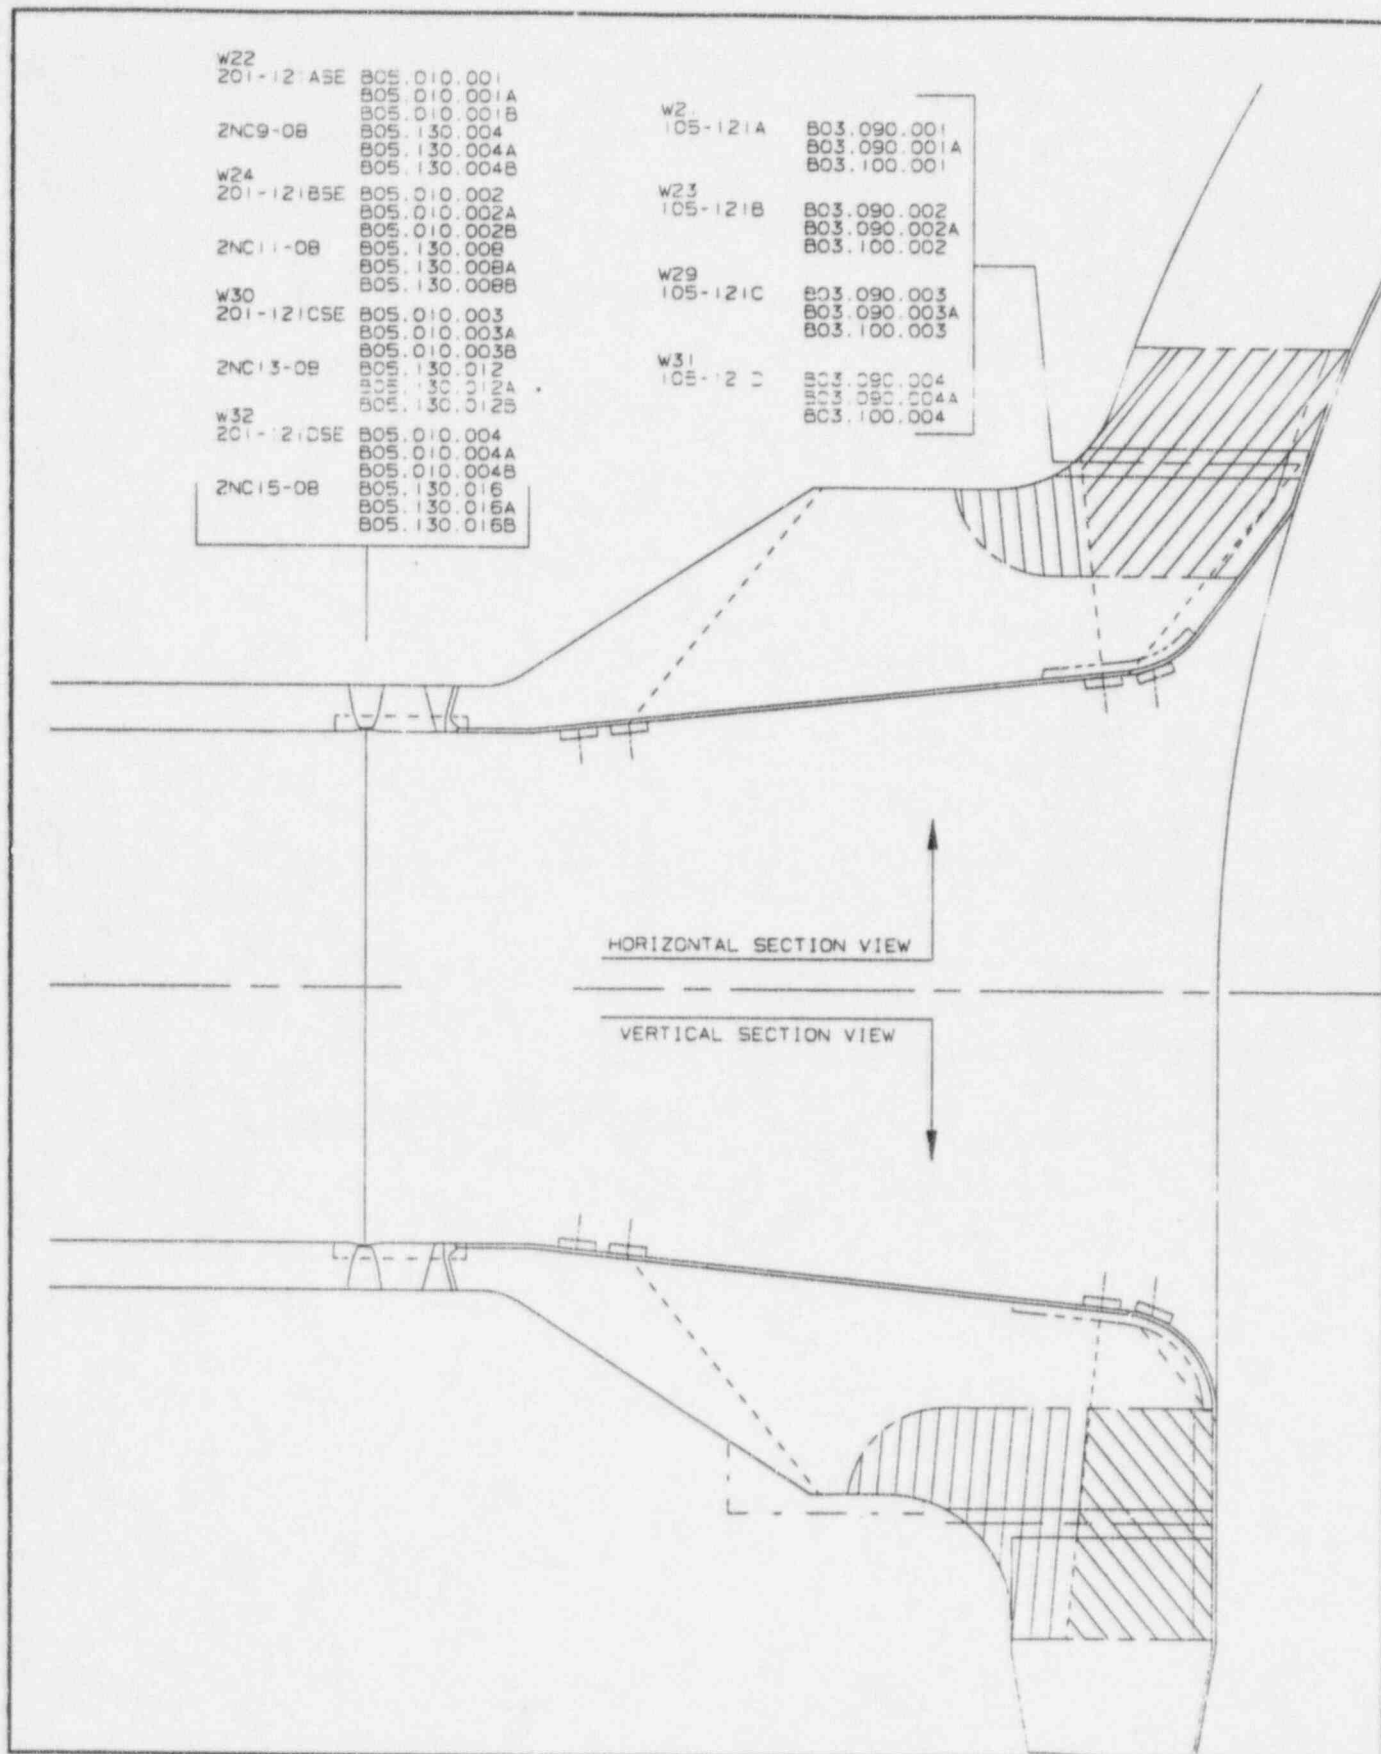 W22
201-121ASE B05.010.001
B05.010.001A
B05.010.001B
2NC9-08 B05.130.004
B05.130.004A
B05.130.004B
W24
201-121BSE B05.010.002
B05.010.002A
B05.010.002B
2NC11-08 B05.130.008
B05.130.008A
B05.130.008B
W30
201-121CSE B05.010.003
B05.010.003A
B05.010.003B
2NC13-08 B05.130.012
B05.130.012A
B05.130.012B
W32
201-121DSE B05.010.004
B05.010.004A
B05.010.004B
2NC15-08 B05.130.016
B05.130.016A
B05.130.016B
105-121A B03.090.001
B03.090.001A
B03.100.001
W23
105-121B B03.090.002
B03.090.002A
B03.100.002
W29
105-121C B03.090.003
B03.090.003A
B03.100.003
W31
B03.090.004
B03.090.004A
B03.100.004
HORIZONTAL SECTION VIEW
VERTICAL SECTION VIEW